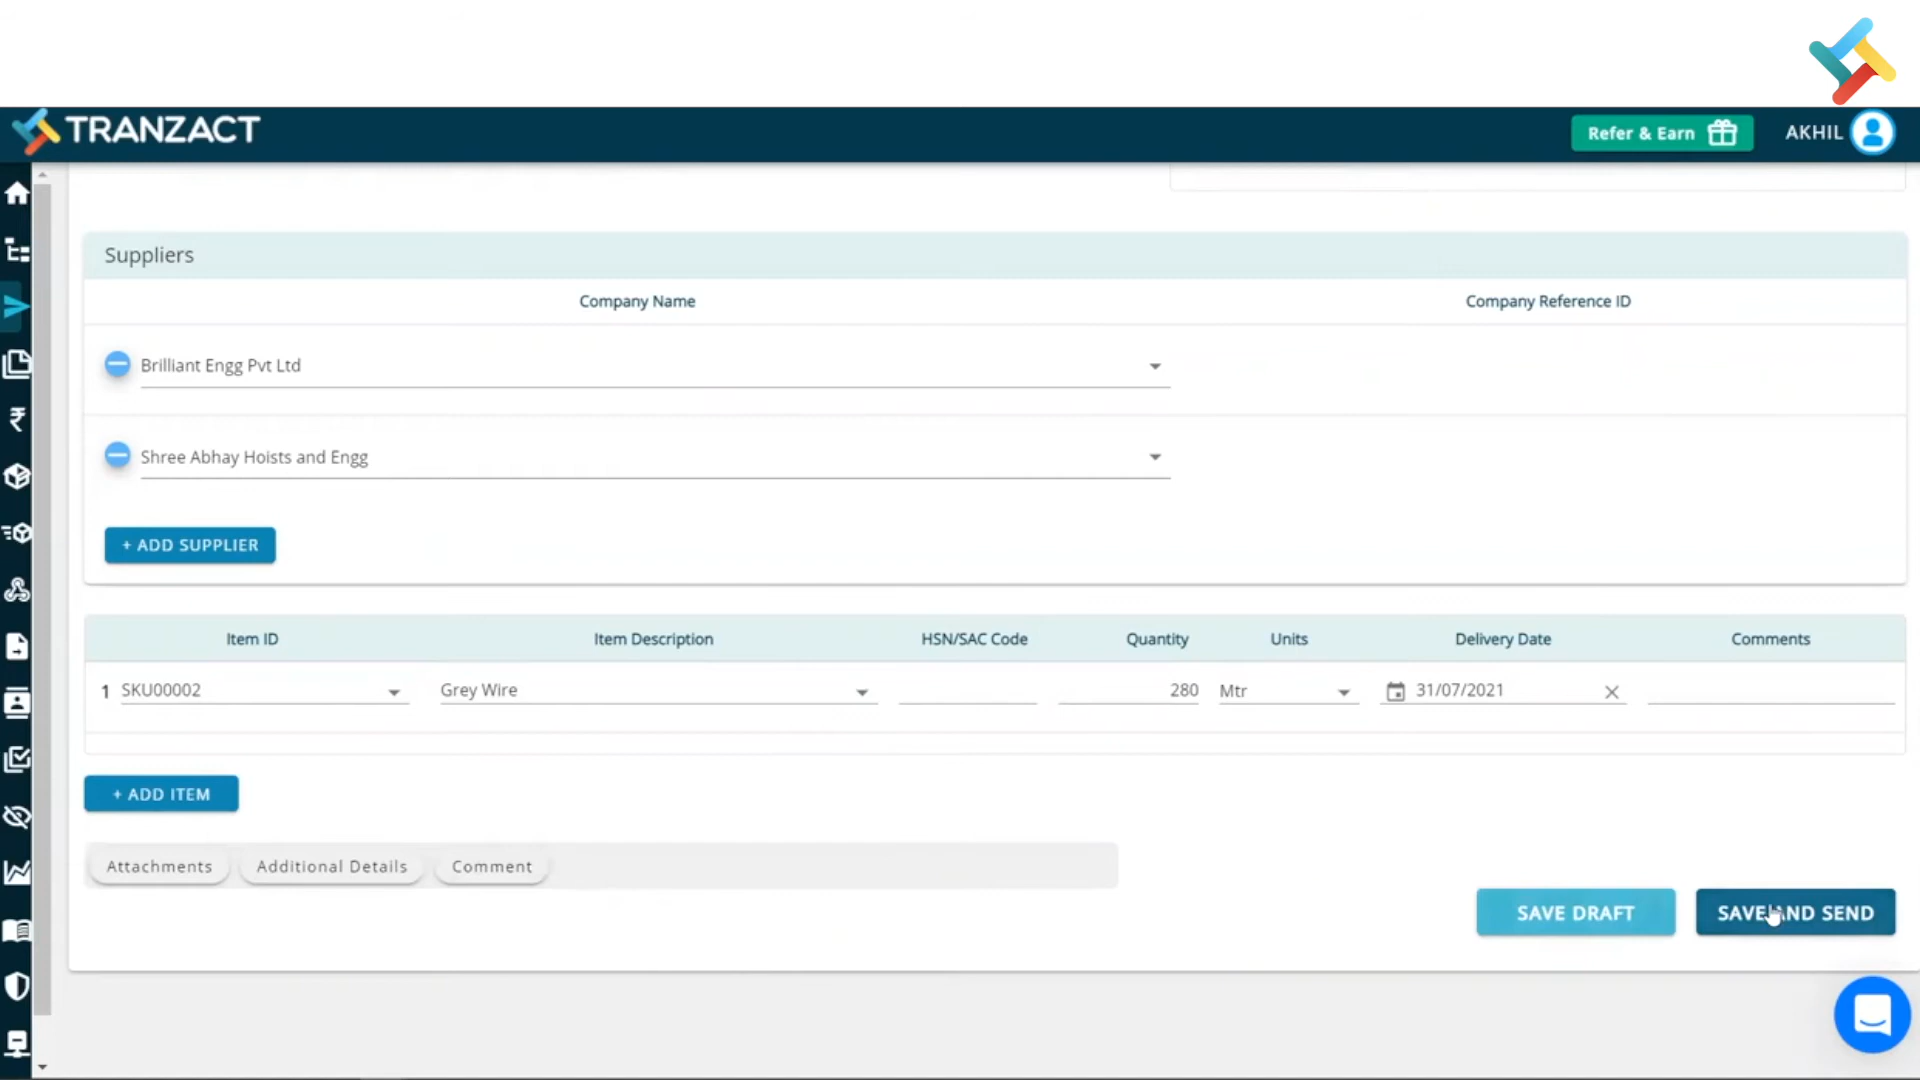 TRANZACT
Refer & Earn
AKHIL
Suppliers
Company Name
Company Reference ID
Brilliant Engg Pvt Ltd
Shree Abhay Hoists and Engg
+ ADD SUPPLIER
Item ID
Item Description
HSN/SAC Code
Quantity
Units
Delivery Date
Comments
1
SKU00002
Grey Wire
280
Mtr
31/07/2021
+ ADD ITEM
Attachments
Additional Details
Comment
SAVE DRAFT
SAVE AND SEND